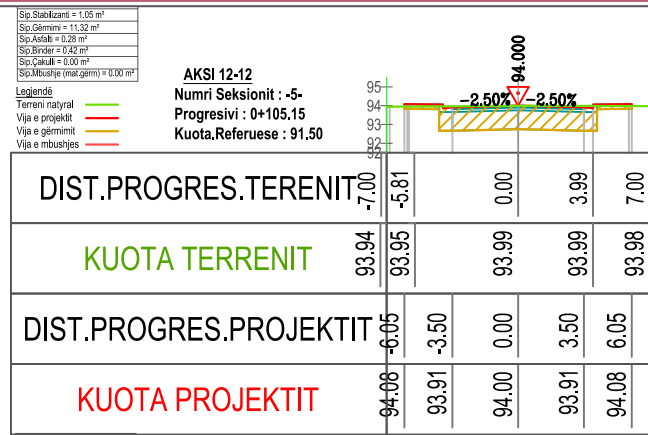 Sip.Stabilizanti = 1.05 m²
Sip.Gërmimi = 11.32 m²
Sip.Asfalti = 0.28 m²
Sip.Binder = 0.42 m²
Sip.Çakulli = 0.00 m²
Sip.Mbushje (mat.gërm) = 0.00 m²
Legjendë
Terreni natyral
Vija e projektit
Vija e gërmimit
Vija e mbushjes
AKSI 12-12
Numri Seksionit : -5-
Progresivi : 0+105.15
Kuota.Referuese : 91.50
94.000
-2.50% -2.50%
95
94
93
92
92
DIST.PROGRES.TERENIT -7.00 -5.81 0.00 3.99 7.00
KUOTA TERRENIT 93.94 93.95 93.99 93.99 93.98
DIST.PROGRES.PROJEKTIT -6.05 -3.50 0.00 3.50 6.05
KUOTA PROJEKTIT 94.08 93.91 94.00 93.91 94.08